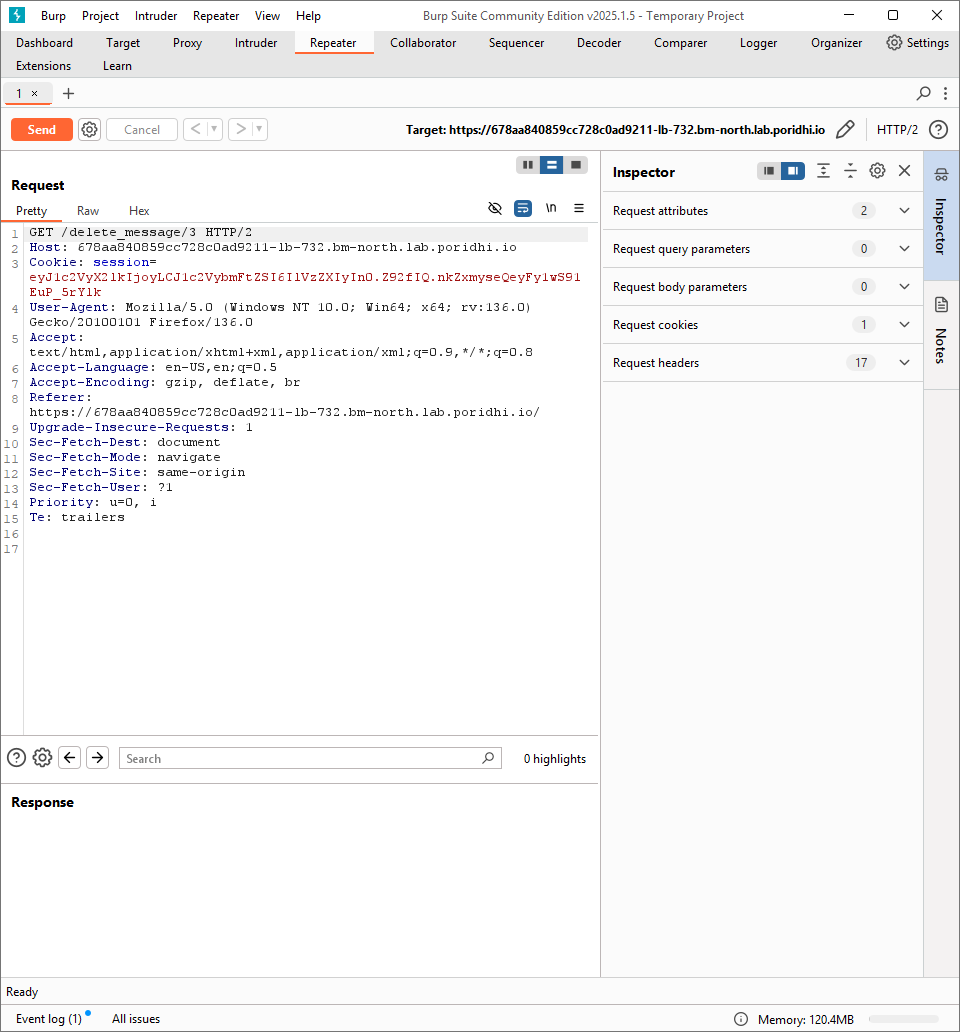 Burp Project Intruder Repeater View Help Burp Suite Community Edition v2025.1.5 - Temporary Project
Dashboard Target Proxy Intruder Repeater Collaborator Sequencer Decoder Comparer Logger Organizer Settings
Extensions Learn
1 × +
Send Cancel < > Target: https://678aa840859cc728c0ad9211-lb-732.bm-north.lab.poridhi.io HTTP/2 ?
Request
Pretty Raw Hex \n
1 GET /delete_message/3 HTTP/2
2 Host: 678aa840859cc728c0ad9211-lb-732.bm-north.lab.poridhi.io
3 Cookie: session=
eyJ1c2VyX2lkIjoyLCJ1c2VybmFtZSI6IlVzZXIyIn0.Z92fIQ.nkZxmyseQeyFy1wS91
EuP_5rYlk
4 User-Agent: Mozilla/5.0 (Windows NT 10.0; Win64; x64; rv:136.0)
Gecko/20100101 Firefox/136.0
5 Accept:
text/html,application/xhtml+xml,application/xml;q=0.9,*/*;q=0.8
6 Accept-Language: en-US,en;q=0.5
7 Accept-Encoding: gzip, deflate, br
8 Referer:
https://678aa840859cc728c0ad9211-lb-732.bm-north.lab.poridhi.io/
9 Upgrade-Insecure-Requests: 1
10 Sec-Fetch-Dest: document
11 Sec-Fetch-Mode: navigate
12 Sec-Fetch-Site: same-origin
13 Sec-Fetch-User: ?1
14 Priority: u=0, i
15 Te: trailers
16
17
? Search 0 highlights
Response
Inspector
Request attributes 2
Request query parameters 0
Request body parameters 0
Request cookies 1
Request headers 17
Inspector
Notes
Ready
Event log (1) All issues Memory: 120.4MB